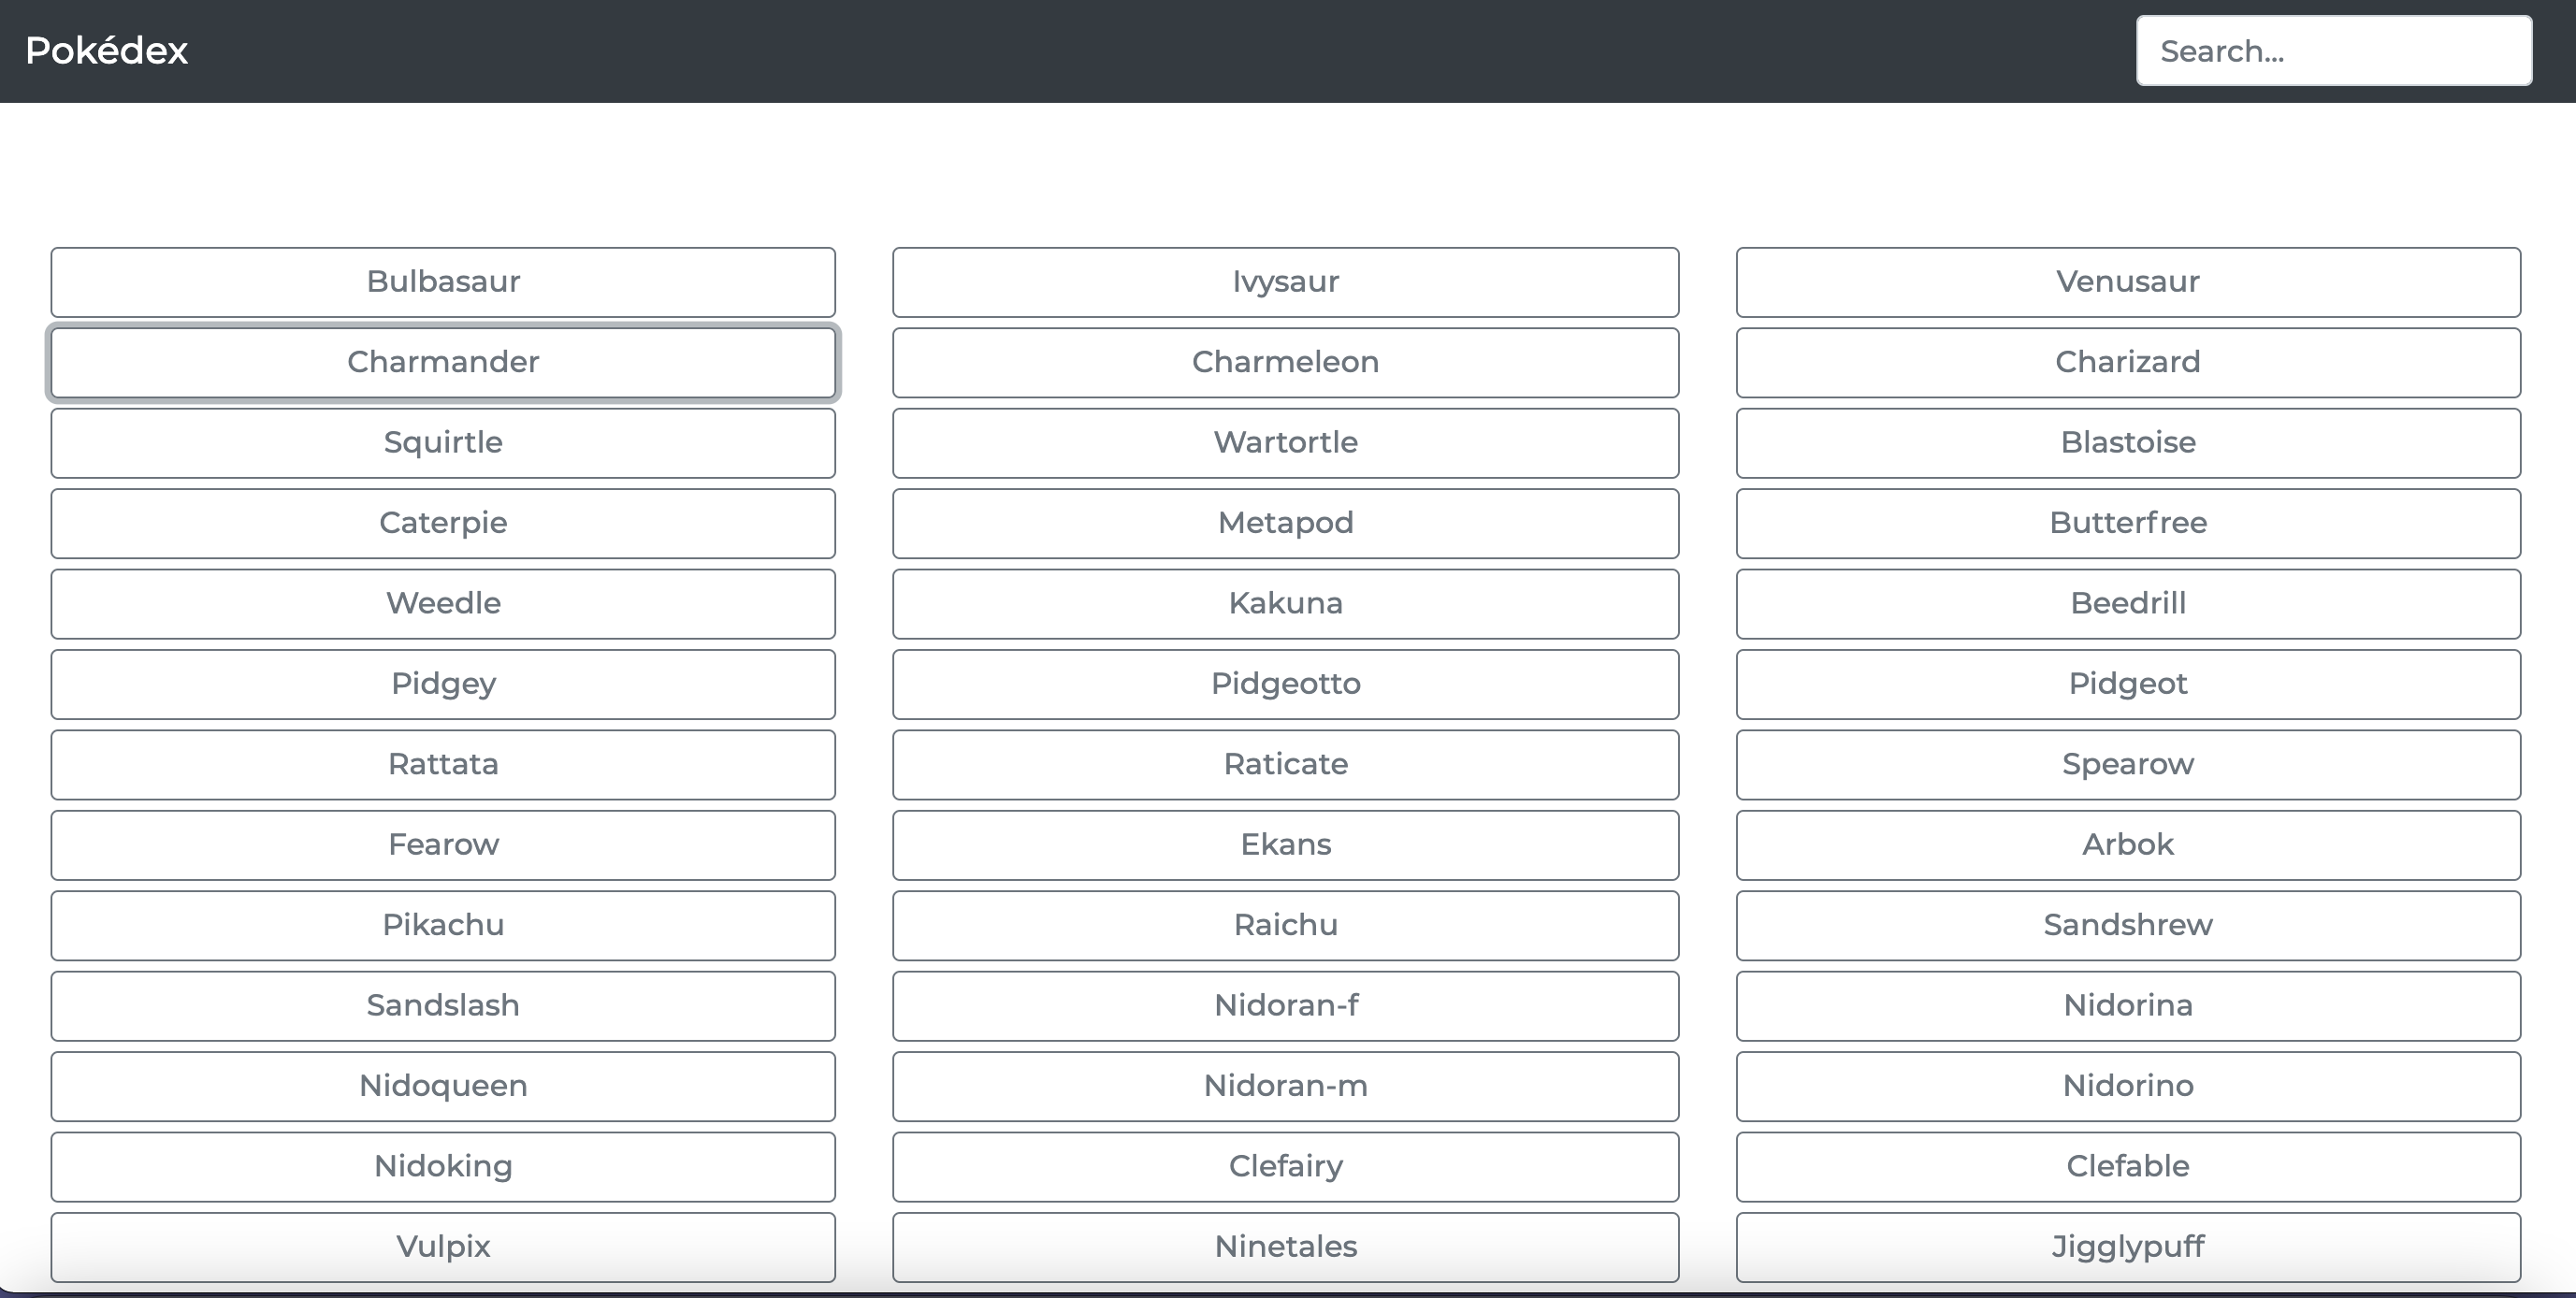 Pokédex Search...
Bulbasaur Ivysaur Venusaur
Charmander Charmeleon Charizard
Squirtle Wartortle Blastoise
Caterpie Metapod Butterfree
Weedle Kakuna Beedrill
Pidgey Pidgeotto Pidgeot
Rattata Raticate Spearow
Fearow Ekans Arbok
Pikachu Raichu Sandshrew
Sandslash Nidoran-f Nidorina
Nidoqueen Nidoran-m Nidorino
Nidoking Clefairy Clefable
Vulpix Ninetales Jigglypuff